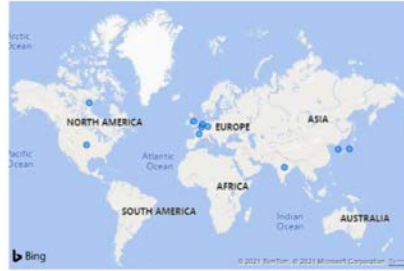 Arctic
Ocean
NORTH AMERICA
EUROPE
ASIA
Pacific
Ocean
Atlantic
Ocean
AFRICA
SOUTH AMERICA
Indian
Ocean
AUSTRALIA
Bing
© 2021 TomTom, © 2021 Microsoft Corporation